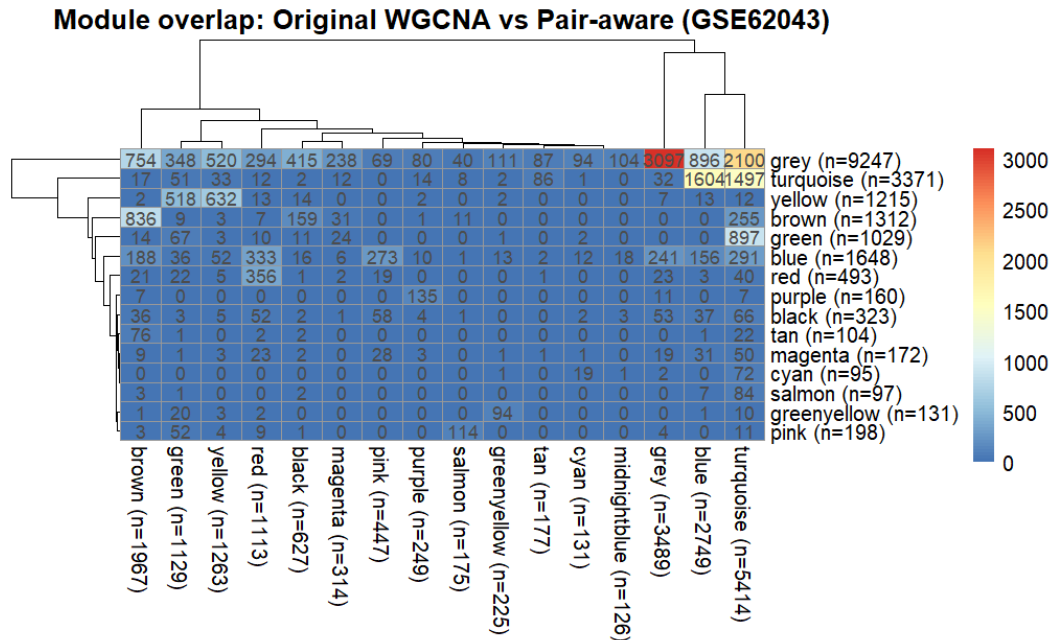 Module overlap: Original WGCNA vs Pair-aware (GSE62043)
754 348 520 294 415 238 69 80 40 111 87 94 104 3097 896 2100 grey (n=9247)
17 51 33 12 2 12 0 14 8 2 86 1 0 32 1604 1497 turquoise (n=3371)
2 518 632 13 14 0 0 2 0 2 0 0 0 7 13 12 yellow (n=1215)
836 9 3 7 159 31 0 1 11 0 0 0 0 0 0 255 brown (n=1312)
14 67 3 10 11 24 0 0 0 1 0 2 0 0 0 897 green (n=1029)
188 36 52 333 16 6 273 10 1 13 2 12 18 241 156 291 blue (n=1648)
21 22 5 356 1 2 19 0 0 0 1 0 0 23 3 40 red (n=493)
7 0 0 0 0 0 0 135 0 0 0 0 0 11 0 7 purple (n=160)
36 3 5 52 2 1 58 4 1 0 0 2 3 53 37 66 black (n=323)
76 1 0 2 2 0 0 0 0 0 0 0 0 0 1 22 tan (n=104)
9 1 3 23 2 0 28 3 0 1 1 1 0 19 31 50 magenta (n=172)
0 0 0 0 0 0 0 0 0 1 0 19 1 2 0 72 cyan (n=95)
3 1 0 0 2 0 0 0 0 0 0 0 0 0 7 84 salmon (n=97)
1 20 3 2 0 0 0 0 0 94 0 0 0 0 1 10 greenyellow (n=131)
3 52 4 9 1 0 0 0 114 0 0 0 0 4 0 11 pink (n=198)
brown (n=1967)
green (n=1129)
yellow (n=1263)
red (n=1113)
black (n=627)
magenta (n=314)
pink (n=447)
purple (n=249)
salmon (n=175)
greenyellow (n=225)
tan (n=177)
cyan (n=131)
midnightblue (n=126)
grey (n=3489)
blue (n=2749)
turquoise (n=5414)
3000
2500
2000
1500
1000
500
0